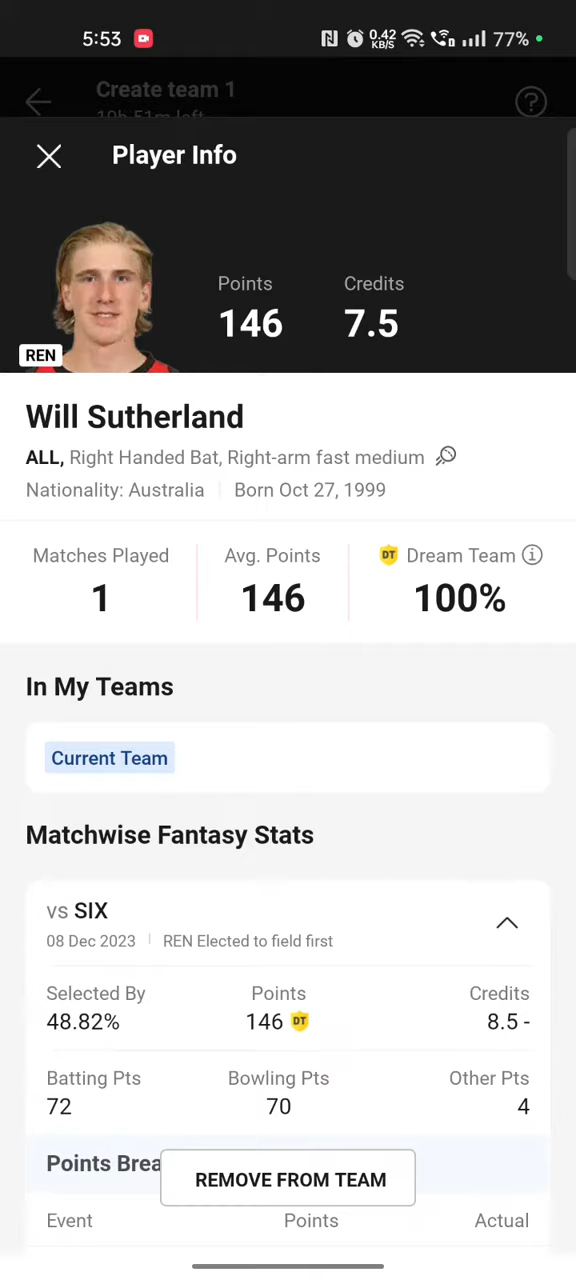 5:53 0.42 KB/S 77%
Create team 1
10h 51m left
Player Info
Points Credits
146 7.5
REN
Will Sutherland
ALL, Right Handed Bat, Right-arm fast medium
Nationality: Australia Born Oct 27, 1999
Matches Played Avg. Points DT Dream Team
1 146 100%
In My Teams
Current Team
Matchwise Fantasy Stats
vs SIX
08 Dec 2023 REN Elected to field first
Selected By Points Credits
48.82% 146 DT 8.5 -
Batting Pts Bowling Pts Other Pts
72 70 4
Points Brea
REMOVE FROM TEAM
Event Points Actual